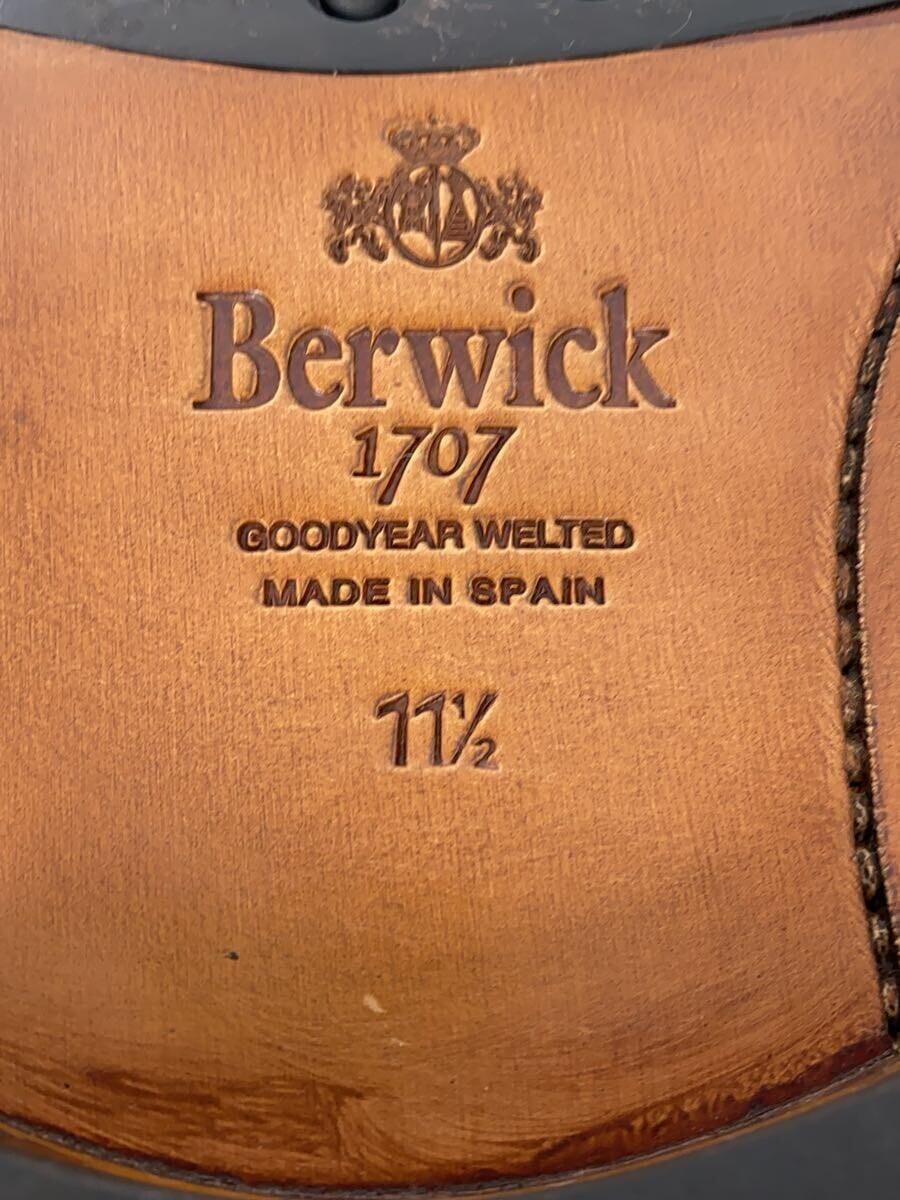 Berwick
1707
GOODYEAR WELTED
MADE IN SPAIN
11½